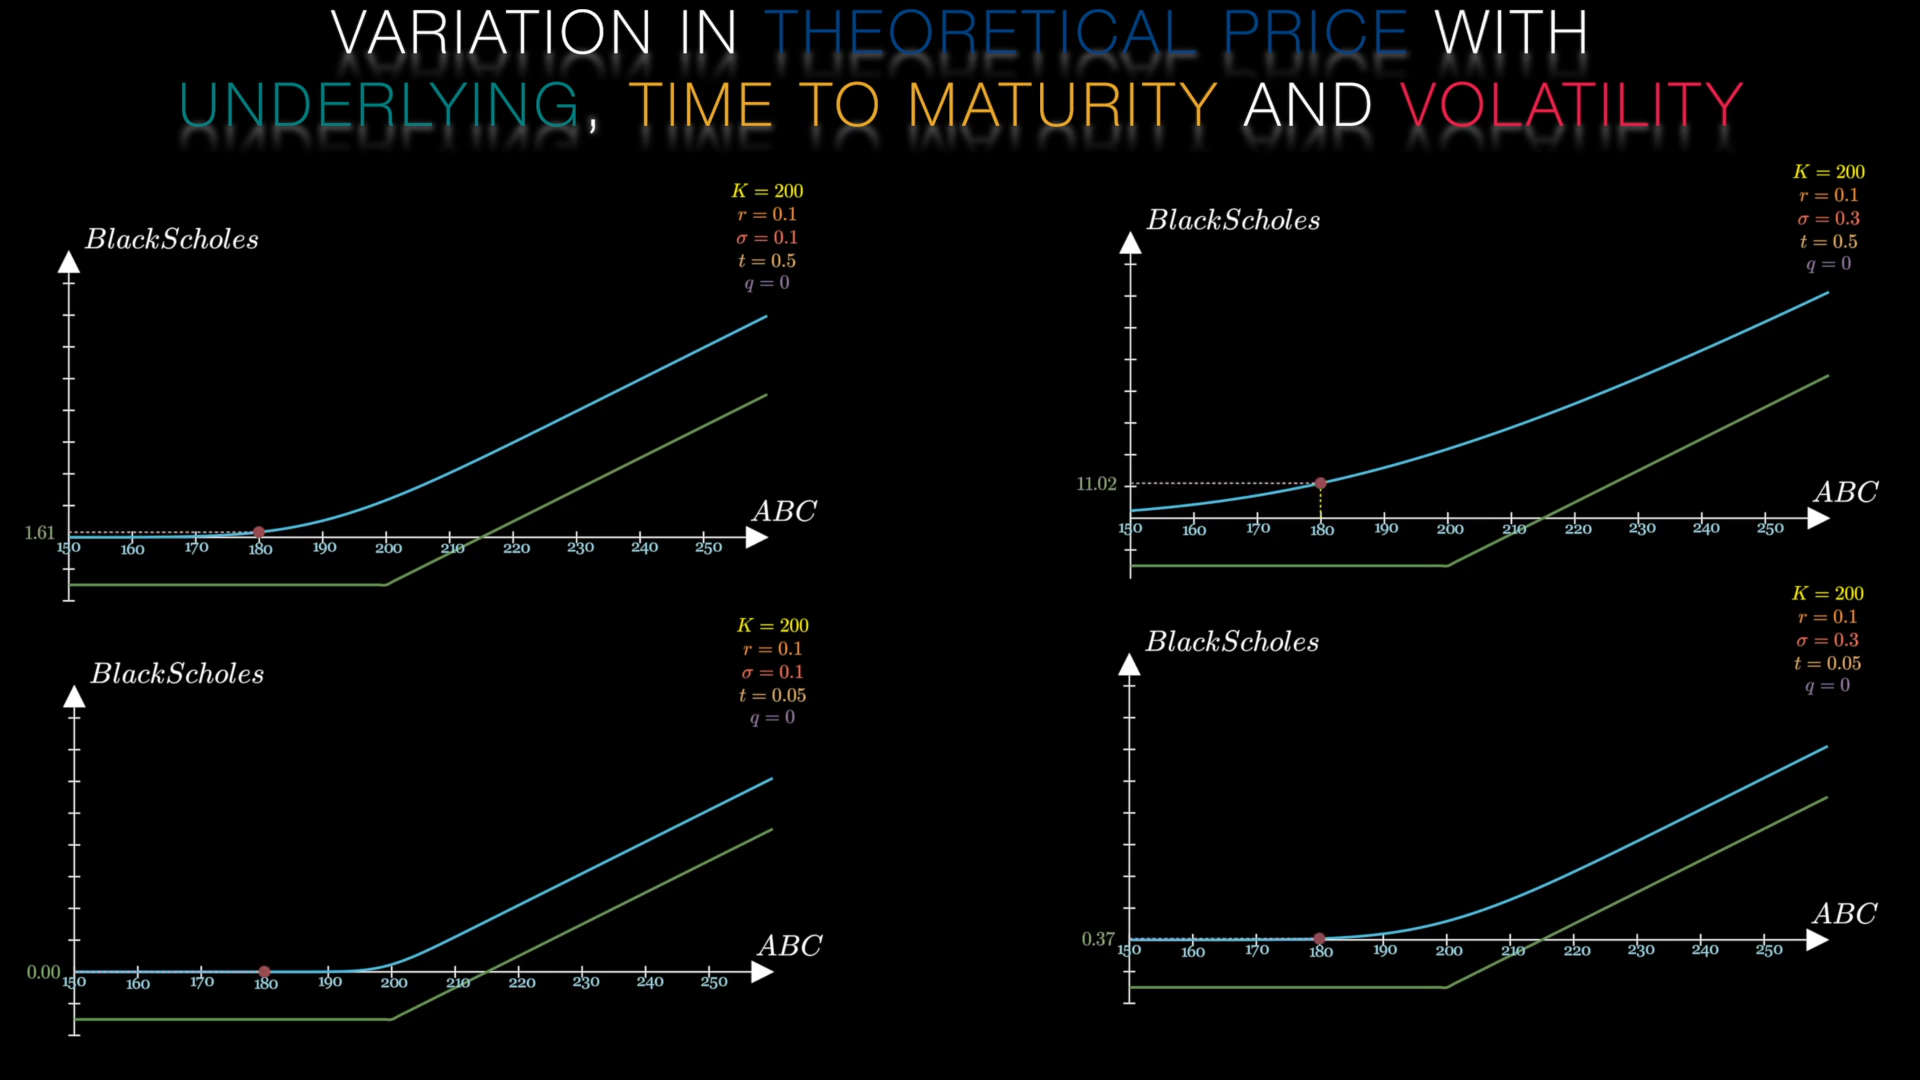 VARIATION IN THEORETICAL PRICE WITH
UNDERLYING, TIME TO MATURITY AND VOLATILITY
K = 200
r = 0.1
σ = 0.1
t = 0.5
q = 0
BlackScholes
ABC
1.61
150 160 170 180 190 200 210 220 230 240 250
K = 200
r = 0.1
σ = 0.3
t = 0.5
q = 0
BlackScholes
ABC
11.02
150 160 170 180 190 200 210 220 230 240 250
K = 200
r = 0.1
σ = 0.1
t = 0.05
q = 0
BlackScholes
ABC
0.00
150 160 170 180 190 200 210 220 230 240 250
K = 200
r = 0.1
σ = 0.3
t = 0.05
q = 0
BlackScholes
ABC
0.37
150 160 170 180 190 200 210 220 230 240 250